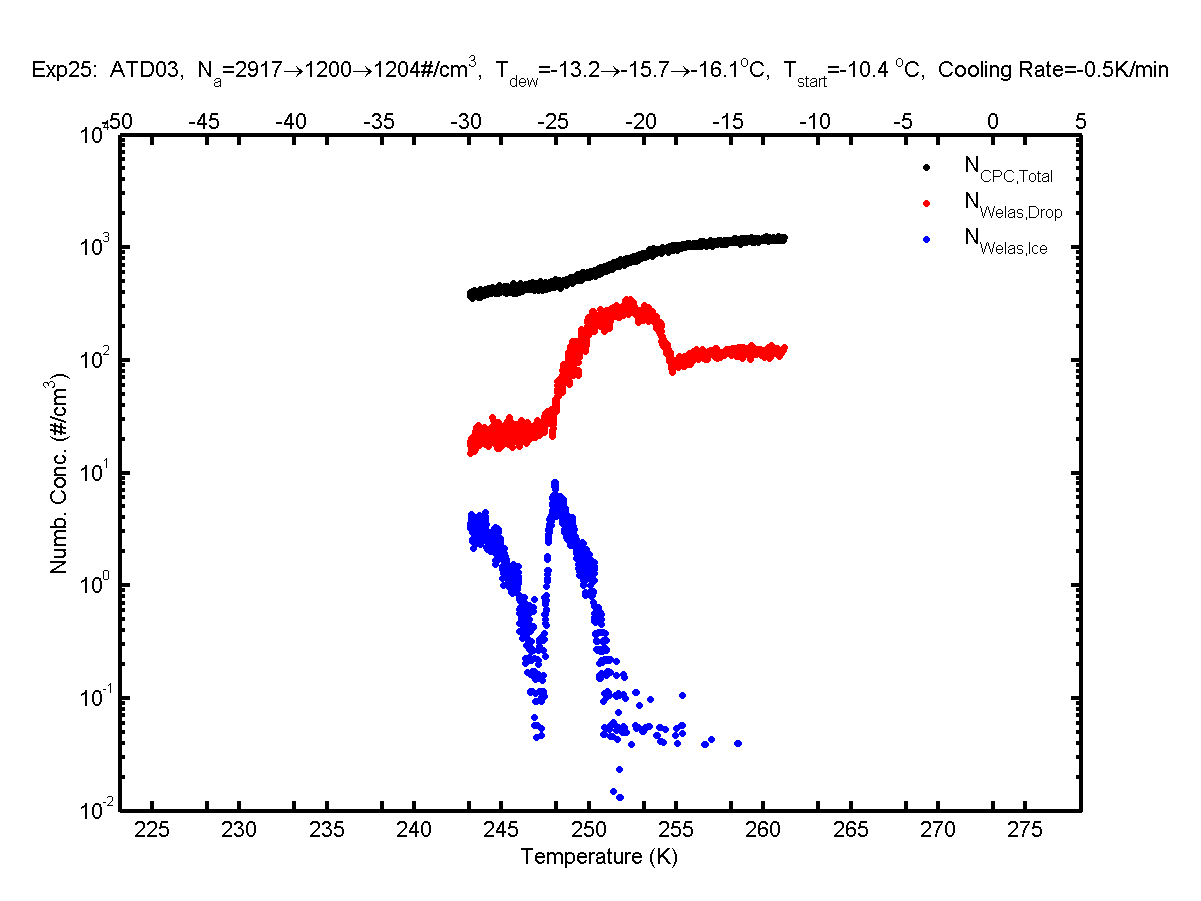 Exp25: ATD03, Na=2917→1200→1204#/cm3, Tdew=-13.2→-15.7→-16.1oC, Tstart=-10.4 oC, Cooling Rate=-0.5K/min
-50 -45 -40 -35 -30 -25 -20 -15 -10 -5 0 5
104
NCPC,Total
NWelas,Drop
103
NWelas,Ice
102
101
100
10-1
10-2
Numb. Conc. (#/cm3)
225 230 235 240 245 250 255 260 265 270 275
Temperature (K)